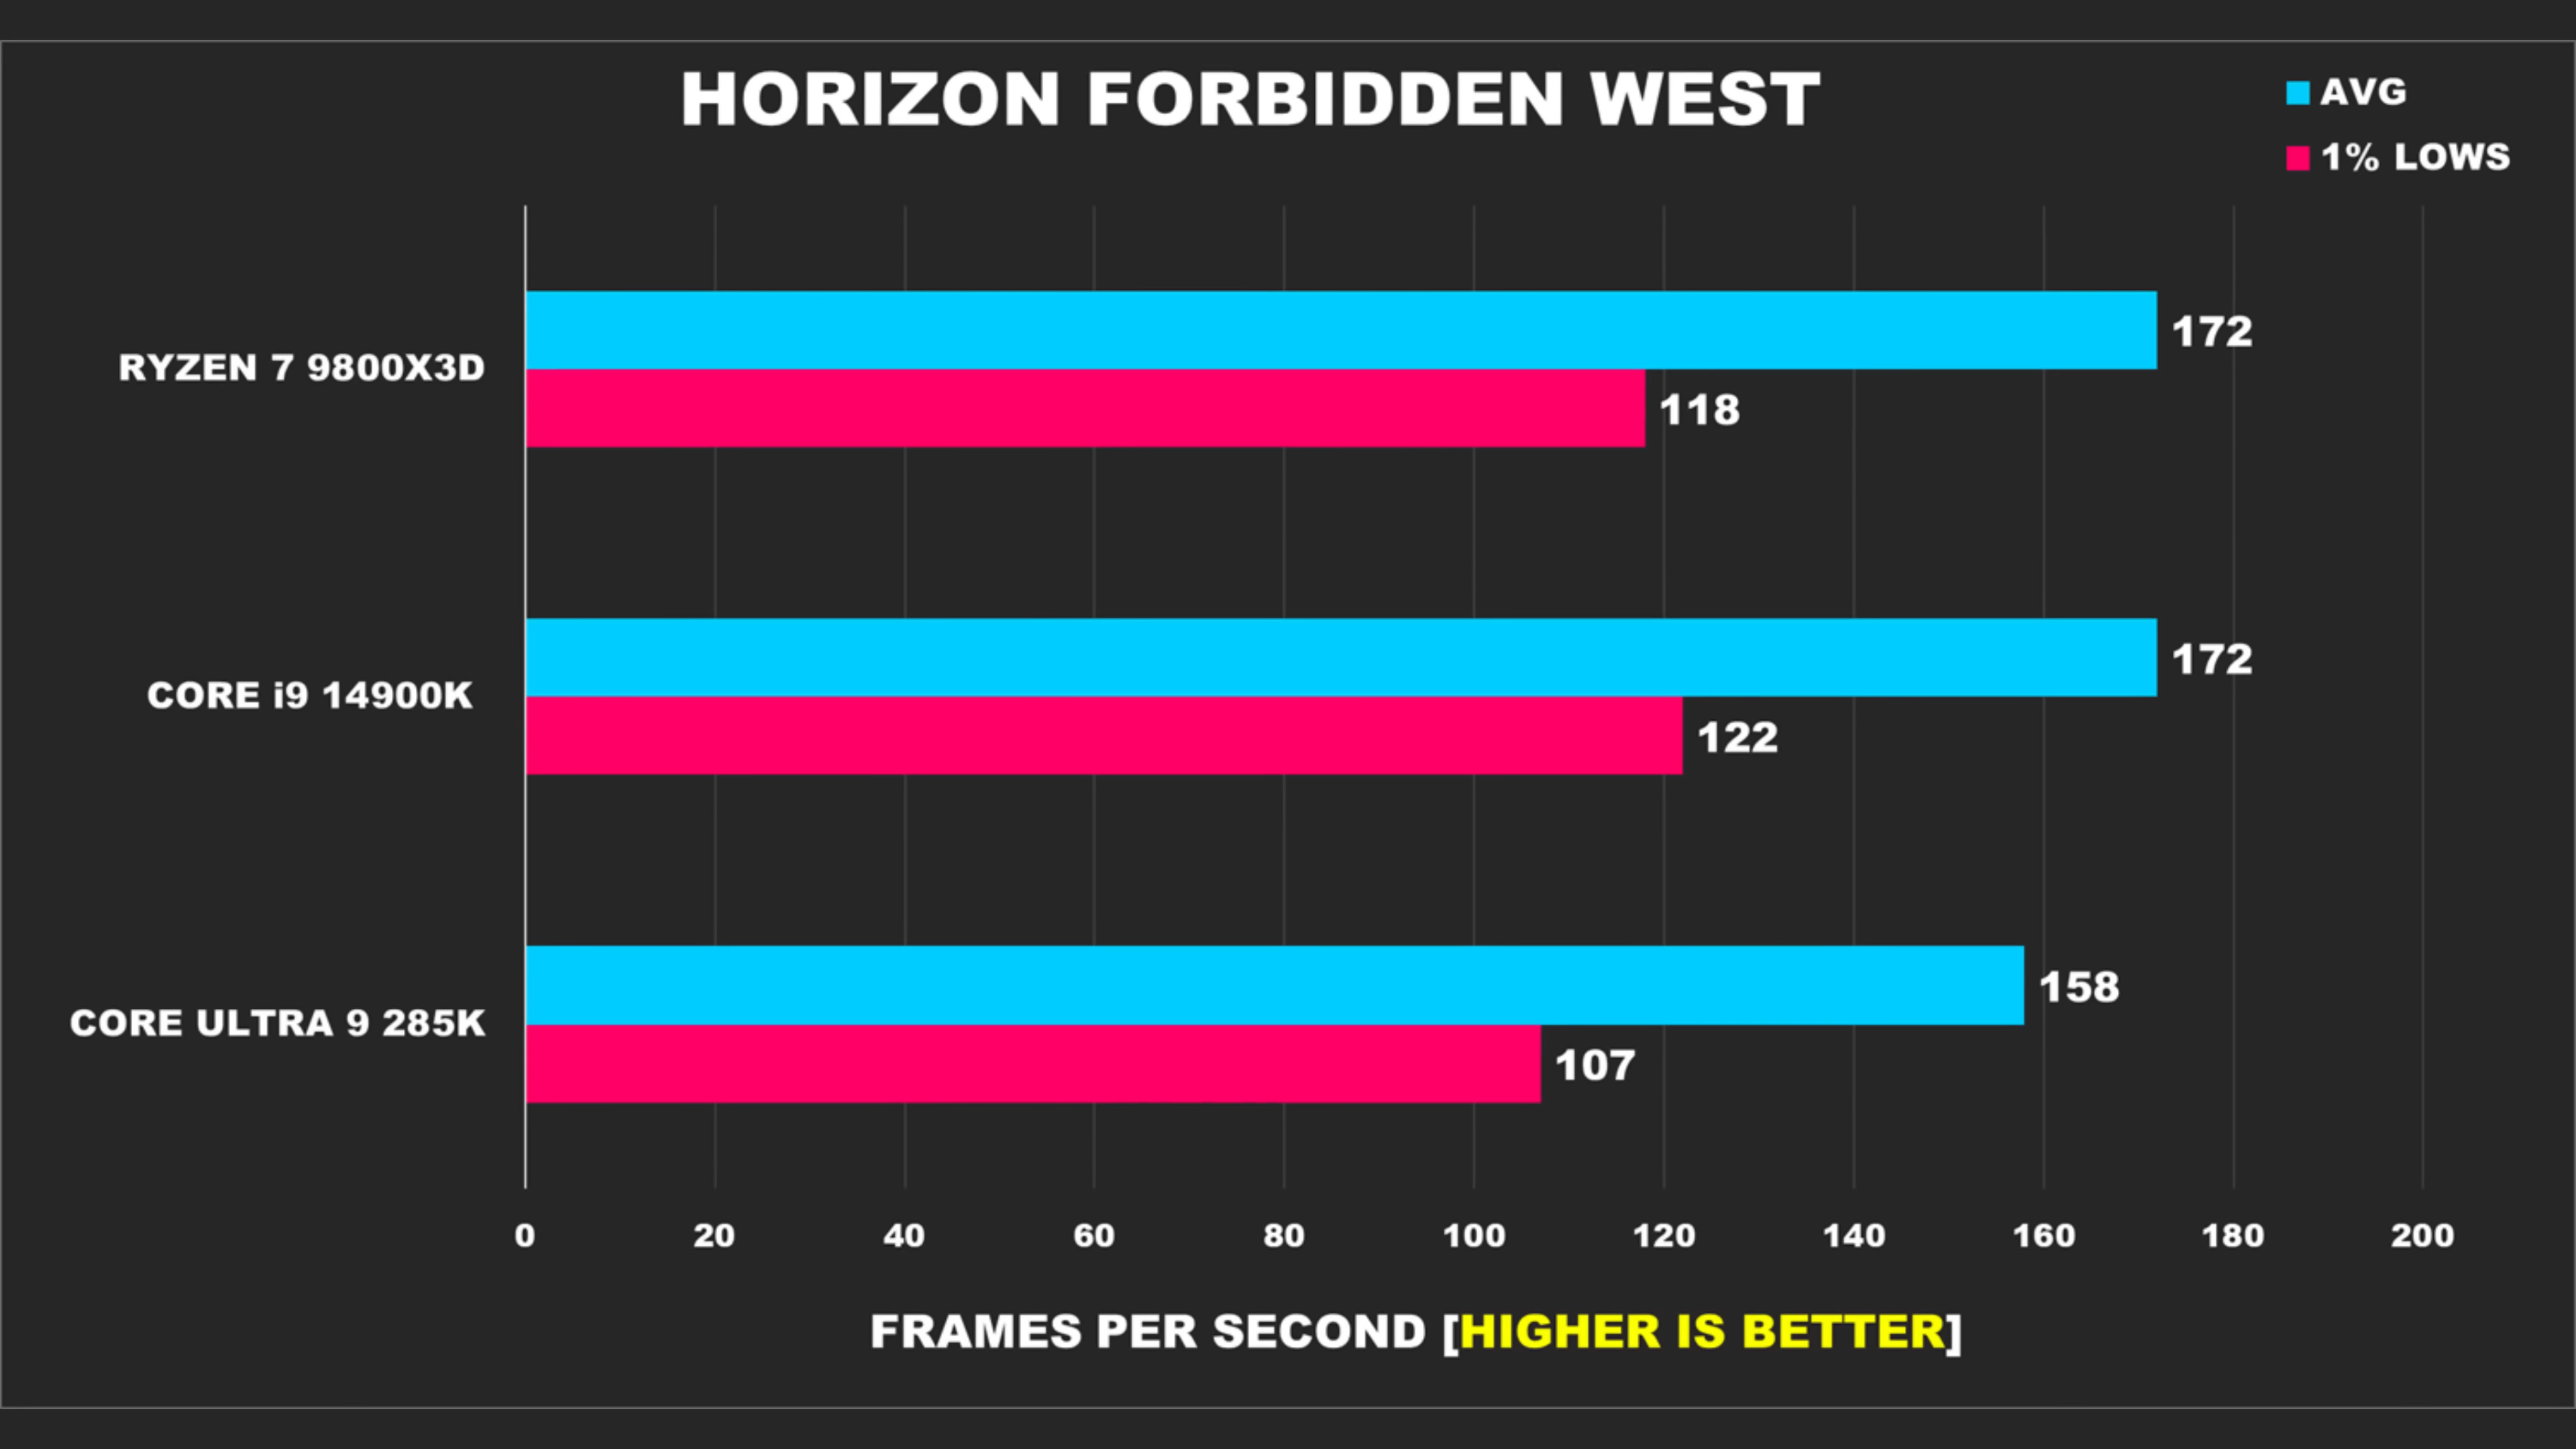 HORIZON FORBIDDEN WEST
AVG
1% LOWS
RYZEN 7 9800X3D
172
118
CORE i9 14900K
172
122
CORE ULTRA 9 285K
158
107
0 20 40 60 80 100 120 140 160 180 200
FRAMES PER SECOND [HIGHER IS BETTER]